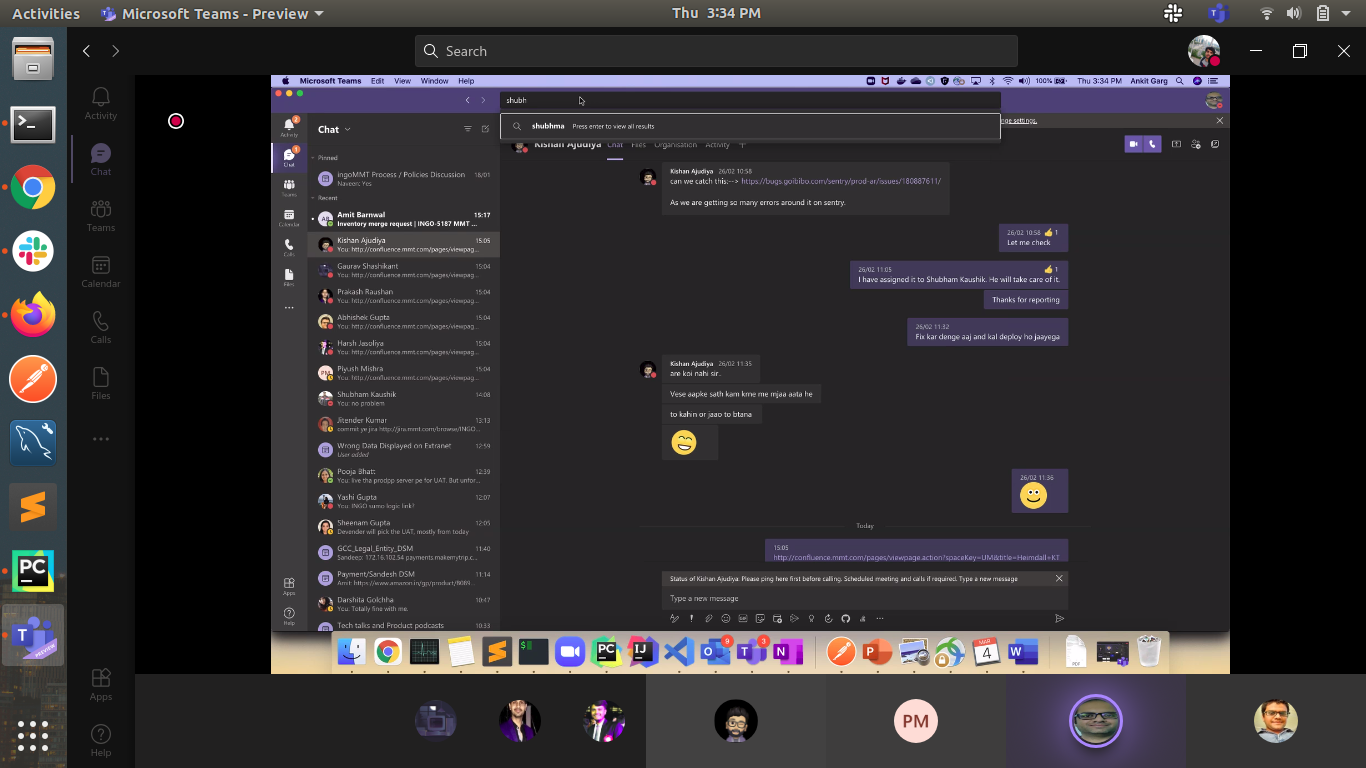 Activities
Microsoft Teams - Preview
Thu 3:34 PM
Search
Activity
Chat
Teams
Calendar
Calls
Files
Apps
Help
Microsoft Teams Edit View Window Help
100%
Thu 3:34 PM Ankit Garg
shubh
shubhma Press enter to view all results
nge settings.
Activity
Chat
Teams
Calendar
Calls
Files
Apps
Help
Chat
Pinned
ingoMMT Process / Policies Discussion 18/01
Naveen: Yes
Recent
Amit Barnwal 15:17
Inventory merge request | INGO-5187 MMT ...
Kishan Ajudiya 15:05
You: http://confluence.mmt.com/pages/viewpag...
Gaurav Shashikant 15:04
You: http://confluence.mmt.com/pages/viewpag...
Prakash Raushan 15:04
You: http://confluence.mmt.com/pages/viewpag...
Abhishek Gupta 15:04
You: http://confluence.mmt.com/pages/viewpag...
Harsh Jasoliya 15:04
You: http://confluence.mmt.com/pages/viewpag...
PM
Piyush Mishra 15:04
You: http://confluence.mmt.com/pages/viewpag...
Shubham Kaushik 14:08
You: no problem
Jitender Kumar 13:13
commit ye jira http://jira.mmt.com/browse/INGO...
Wrong Data Displayed on Extranet 12:59
User added
Pooja Bhatt 12:39
You: live tha prodpp server pe for UAT. But unfor...
Yashi Gupta 12:07
You: INGO sumo logic link?
Sheenam Gupta 12:05
Devender will pick the UAT, mostly from today
GCC_Legal_Entity_DSM 11:40
Sandeep: 172.16.102.54 payments.makemytrip.c...
Payment/Sandesh DSM 11:14
Amit: https://www.amazon.in/gp/product/B089...
Darshita Golchha 10:47
You: Totally fine with me.
Tech talks and Product podcasts 10:33
Kishan Ajudiya Chat Files Organisation Activity
Kishan Ajudiya 26/02 10:58
can we catch this:--> https://bugs.goibibo.com/sentry/prod-ar/issues/180887611/
As we are getting so many errors around it on sentry.
26/02 10:58 1
Let me check
26/02 11:05 1
I have assigned it to Shubham Kaushik. He will take care of it.
Thanks for reporting
26/02 11:32
Fix kar denge aaj and kal deploy ho jaayega
Kishan Ajudiya 26/02 11:35
are koi nahi sir..
Vese aapke sath kam krne me mjaa aata he
to kahin or jaao to btana
26/02 11:36
Today
15:05
http://confluence.mmt.com/pages/viewpage.action?spaceKey=UM&title=Heimdall+KT
Status of Kishan Ajudiya: Please ping here first before calling. Scheduled meeting and calls if required. Type a new message
Type a new message
PM